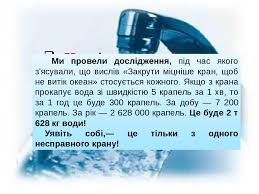 Ми провели дослідження, під час якого
з'ясували, що вислів «Закрути міцніше кран, щоб
не витік океан» стосується кожного. Якщо з крана
прокапує вода зі швидкістю 5 крапель за 1 хв, то
за 1 год це буде 300 крапель. За добу — 7 200
крапель. За рік — 2 628 000 крапель. Це буде 2 т
628 кг води!
Уявіть собі,— це тільки з одного
несправного крану!